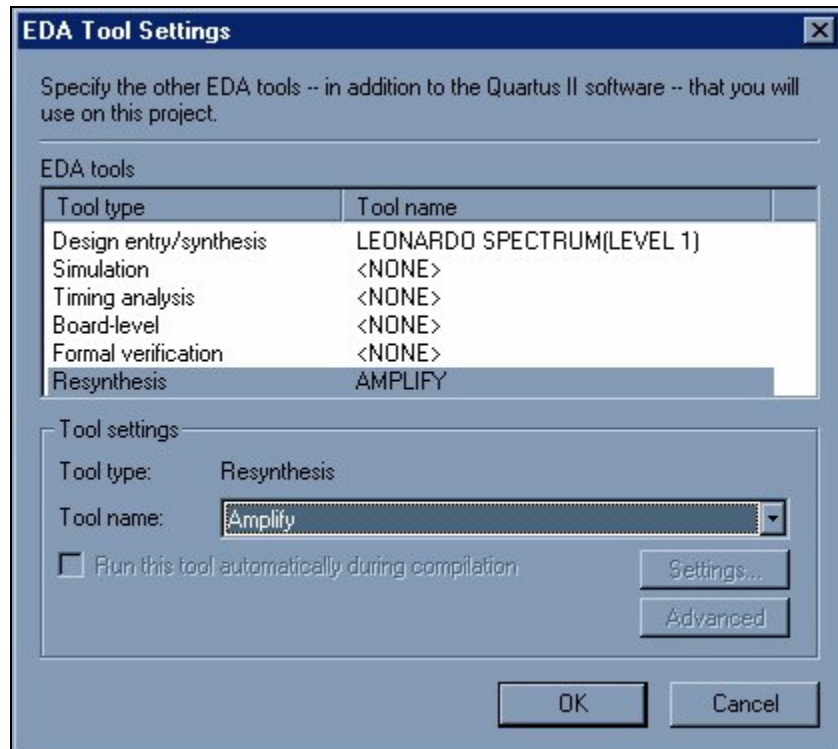 EDA Tool Settings
Specify the other EDA tools -- in addition to the Quartus II software -- that you will
use on this project.
EDA tools
Tool type Tool name
Design entry/synthesis LEONARDO SPECTRUM(LEVEL 1)
Simulation <NONE>
Timing analysis <NONE>
Board-level <NONE>
Formal verification <NONE>
Resynthesis AMPLIFY
Tool settings
Tool type: Resynthesis
Tool name: Amplify
Run this tool automatically during compilation
Settings...
Advanced
OK Cancel